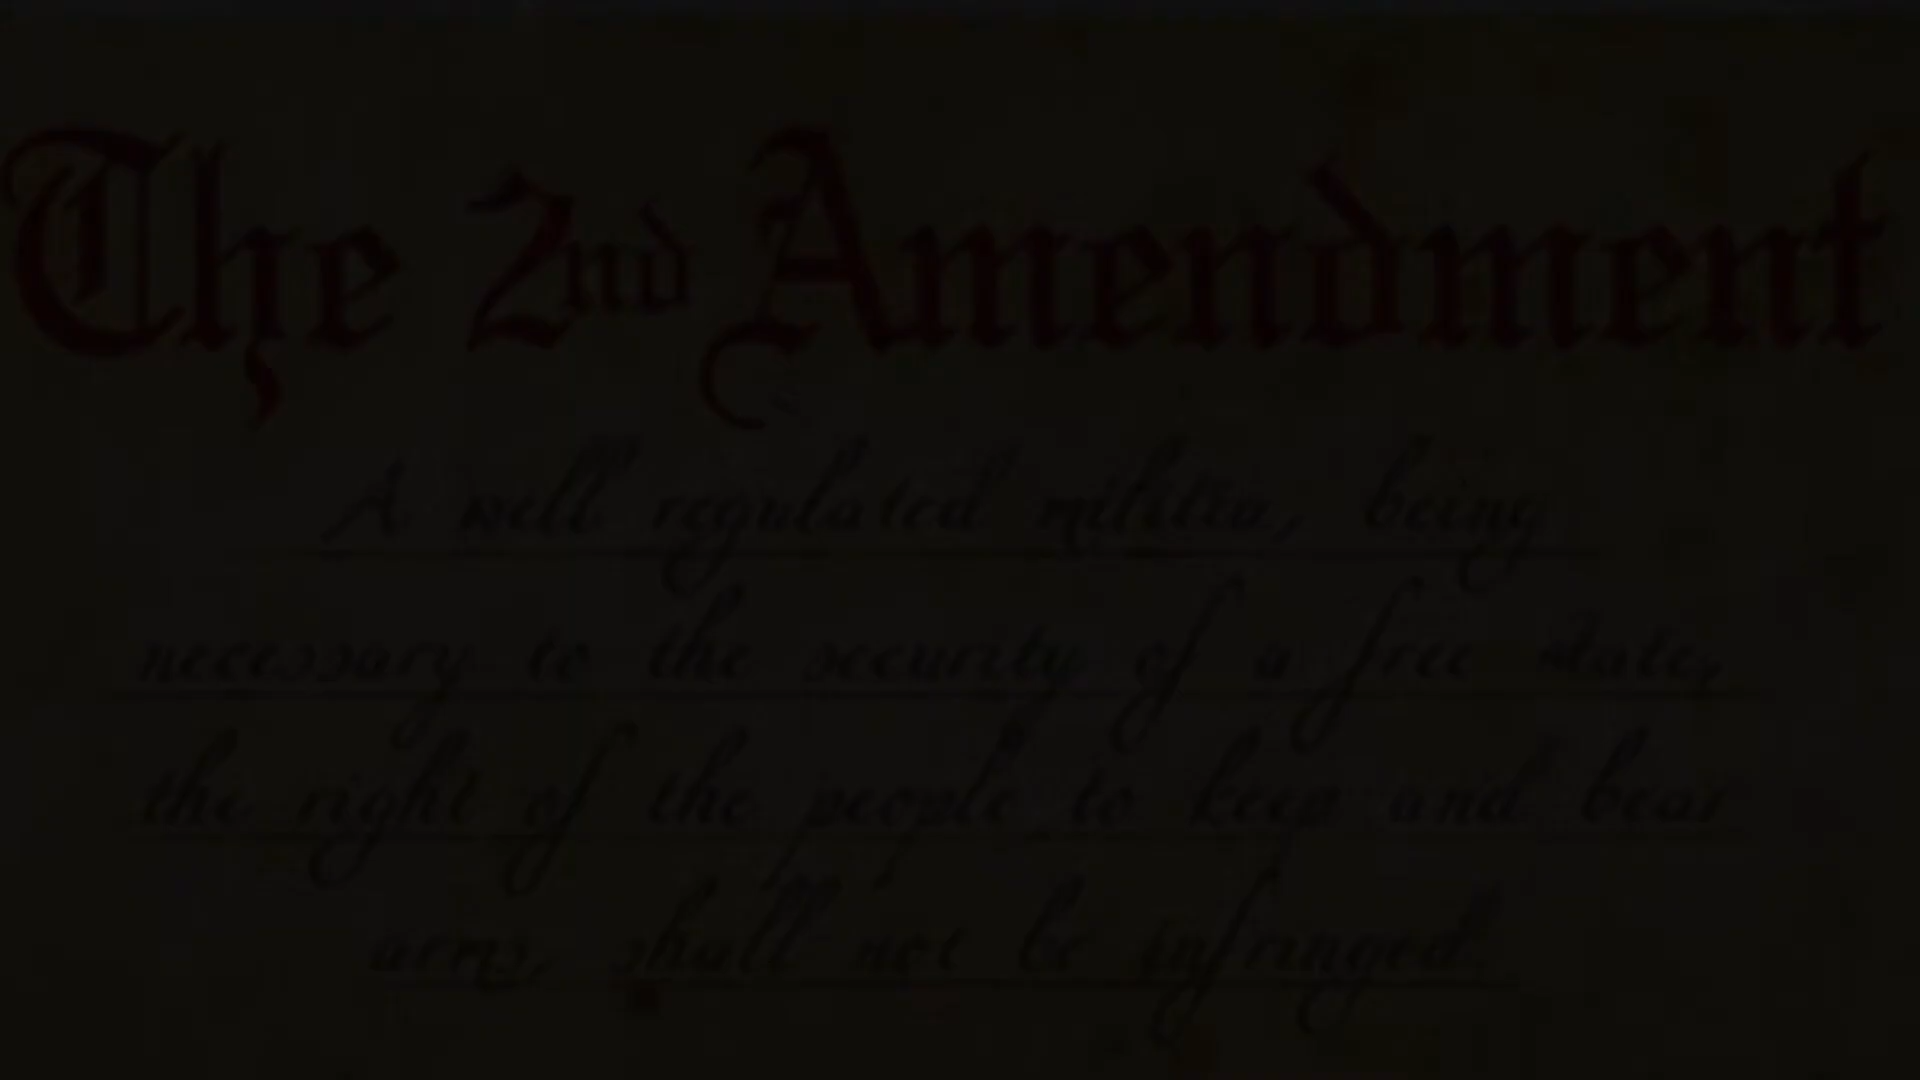 The 2nd Amendment
A well regulated militia, being
necessary to the security of a free state,
the right of the people to keep and bear
arms, shall not be infringed.